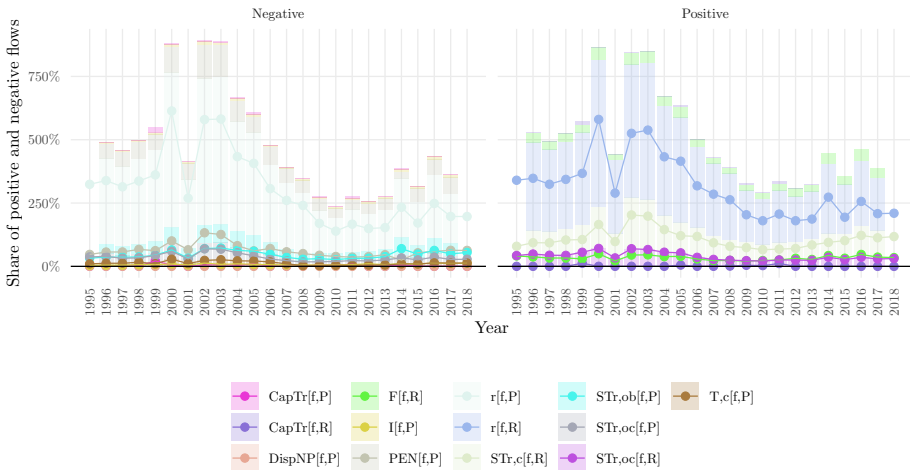 Negative
Positive
Share of positive and negative flows
750%
500%
250%
0%
1995 1996 1997 1998 1999 2000 2001 2002 2003 2004 2005 2006 2007 2008 2009 2010 2011 2012 2013 2014 2015 2016 2017 2018
1995 1996 1997 1998 1999 2000 2001 2002 2003 2004 2005 2006 2007 2008 2009 2010 2011 2012 2013 2014 2015 2016 2017 2018
Year
CapTr[f,P] F[f,R] r[f,P] STr,ob[f,P] T,c[f,P]
CapTr[f,R] I[f,P] r[f,R] STr,oc[f,P]
DispNP[f,P] PEN[f,P] STr,c[f,R] STr,oc[f,R]